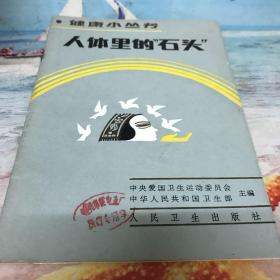 健康小丛书
人体里的“石头”
中央爱国卫生运动委员会
中华人民共和国卫生部
主编
人民卫生出版社